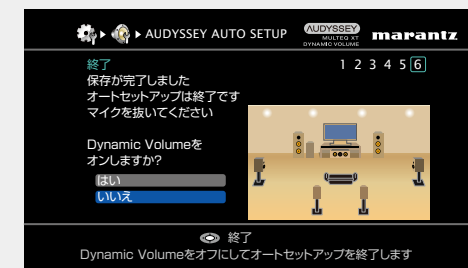 AUDYSSEY AUTO SETUP
AUDYSSEY
MULTEQ XT
DYNAMIC VOLUME
marantz
終了
1 2 3 4 5 6
保存が完了しました
オートセットアップは終了です
マイクを抜いてください
Dynamic Volumeを
オンしますか?
はい
いいえ
終了
Dynamic Volumeをオフにしてオートセットアップを終了します